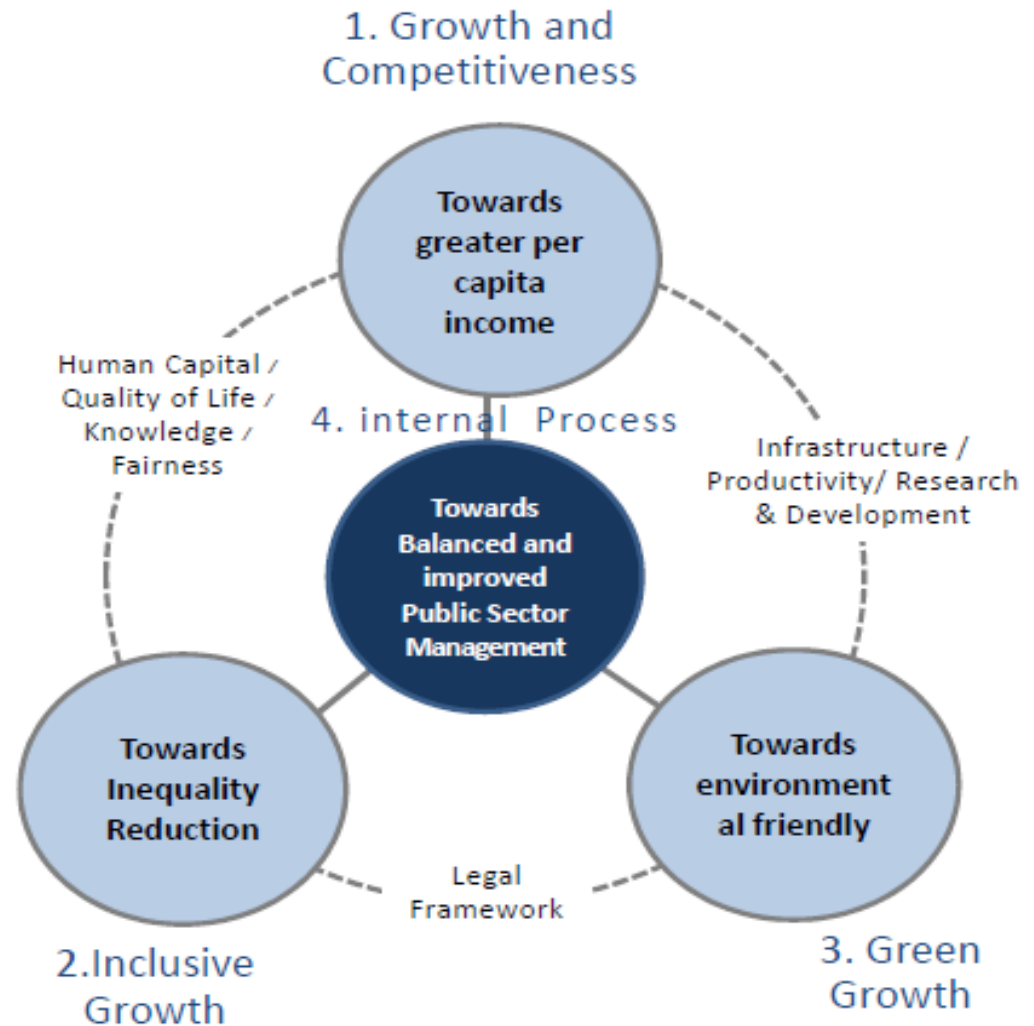 1. Growth and
Competitiveness
Towards
greater per
capita
income
Human Capital /
Quality of Life /
Knowledge /
Fairness
4. internal Process
Infrastructure /
Productivity/ Research
& Development
Towards
Balanced and
improved
Public Sector
Management
Towards
Inequality
Reduction
Towards
environment
al friendly
Legal
Framework
2.Inclusive
Growth
3. Green
Growth